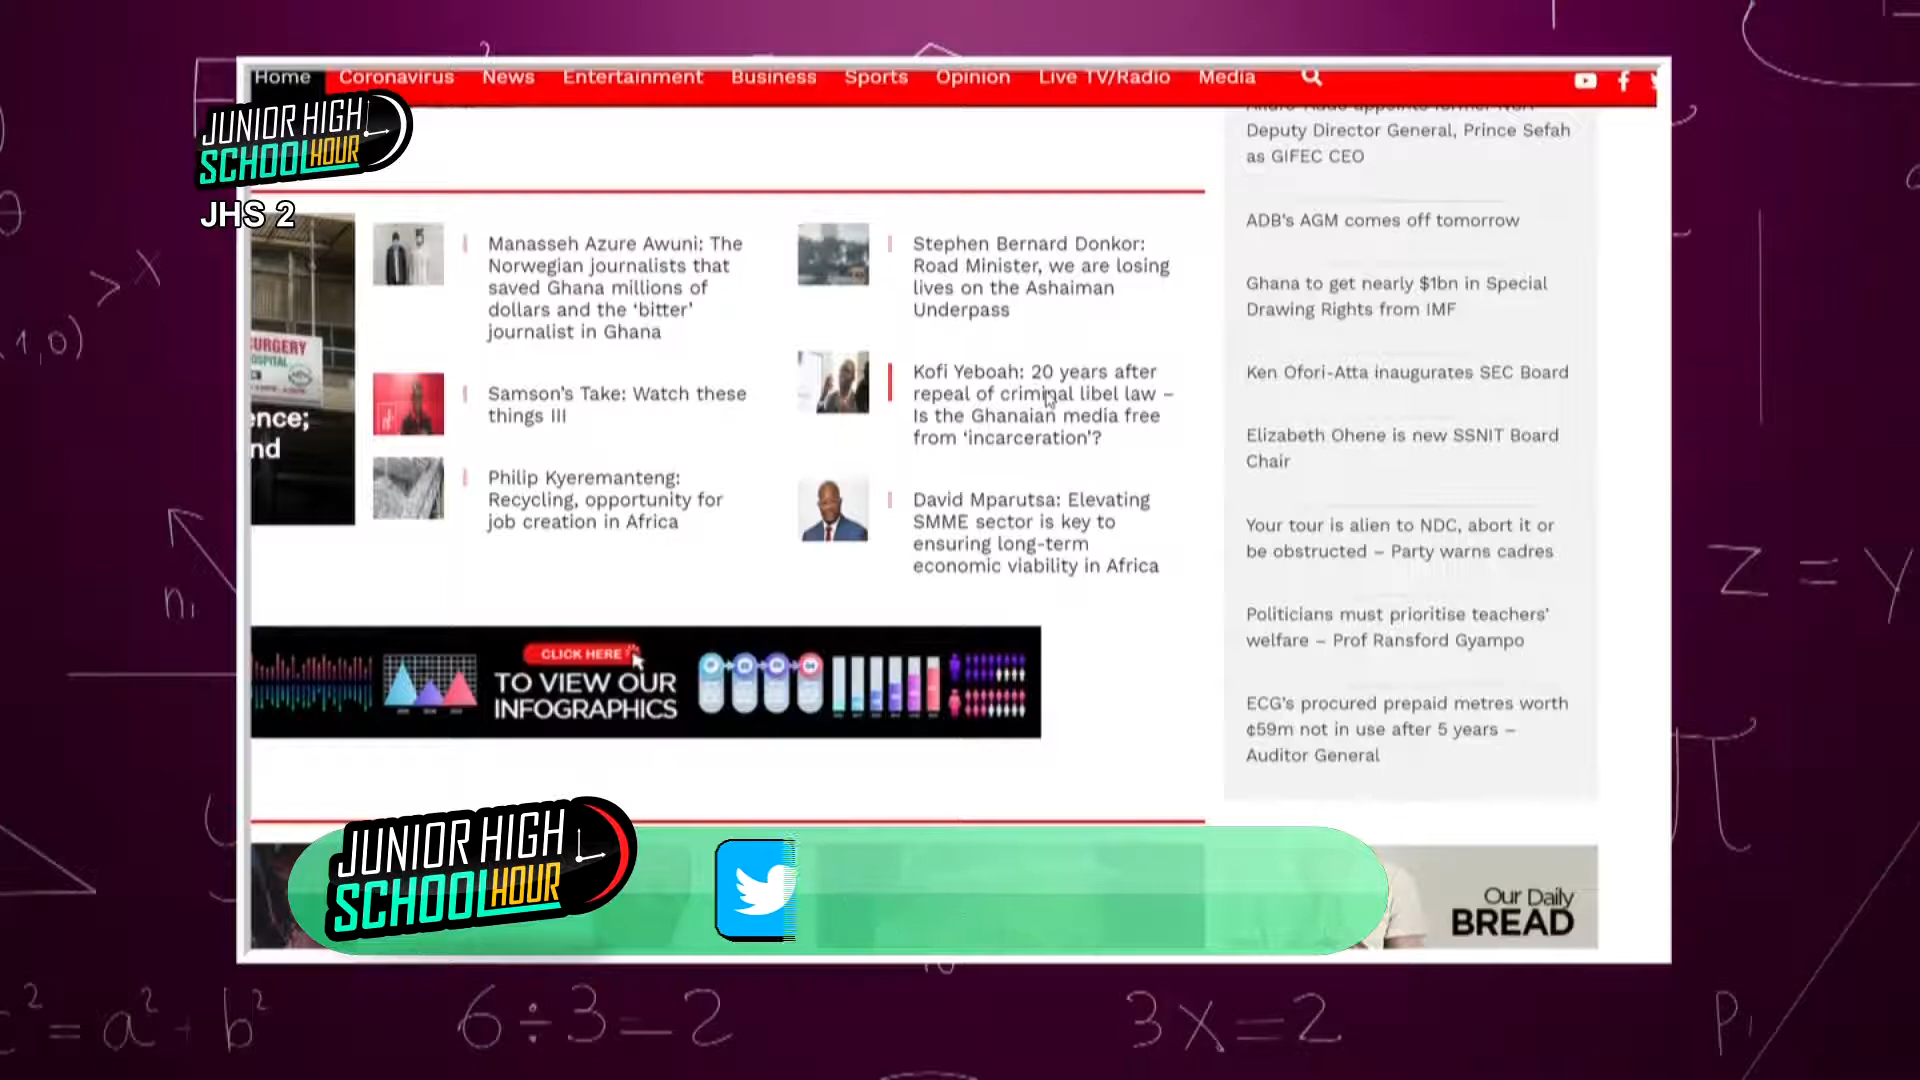 Home Coronavirus News Entertainment Business Sports Opinion Live TV/Radio Media
JUNIOR HIGH
SCHOOL HOUR
JHS 2
URGERY
ence;
nd
Manasseh Azure Awuni: The
Norwegian journalists that
saved Ghana millions of
dollars and the ‘bitter’
journalist in Ghana
Samson’s Take: Watch these
things III
Philip Kyeremanteng:
Recycling, opportunity for
job creation in Africa
Stephen Bernard Donkor:
Road Minister, we are losing
lives on the Ashaiman
Underpass
Kofi Yeboah: 20 years after
repeal of criminal libel law –
Is the Ghanaian media free
from ‘incarceration’?
David Mparutsa: Elevating
SMME sector is key to
ensuring long-term
economic viability in Africa
Deputy Director General, Prince Sefah
as GIFEC CEO
ADB’s AGM comes off tomorrow
Ghana to get nearly $1bn in Special
Drawing Rights from IMF
Ken Ofori-Atta inaugurates SEC Board
Elizabeth Ohene is new SSNIT Board
Chair
Your tour is alien to NDC, abort it or
be obstructed – Party warns cadres
Politicians must prioritise teachers’
welfare – Prof Ransford Gyampo
ECG’s procured prepaid metres worth
¢59m not in use after 5 years –
Auditor General
CLICK HERE
TO VIEW OUR
INFOGRAPHICS
JUNIOR HIGH
SCHOOL HOUR
Our Daily
BREAD
> x
1,0)
n₁
z = y
π
c² = a² + b²
6÷3=2
3x=2
P₁